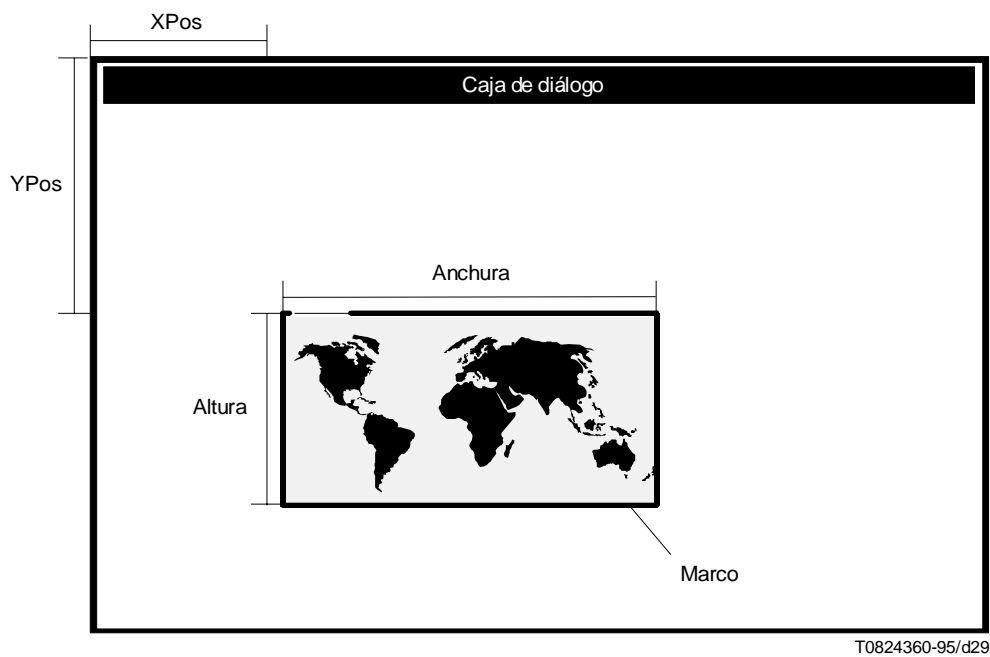 XPos
Caja de diálogo
YPos
Anchura
Altura
Marco
T0824360-95/d29